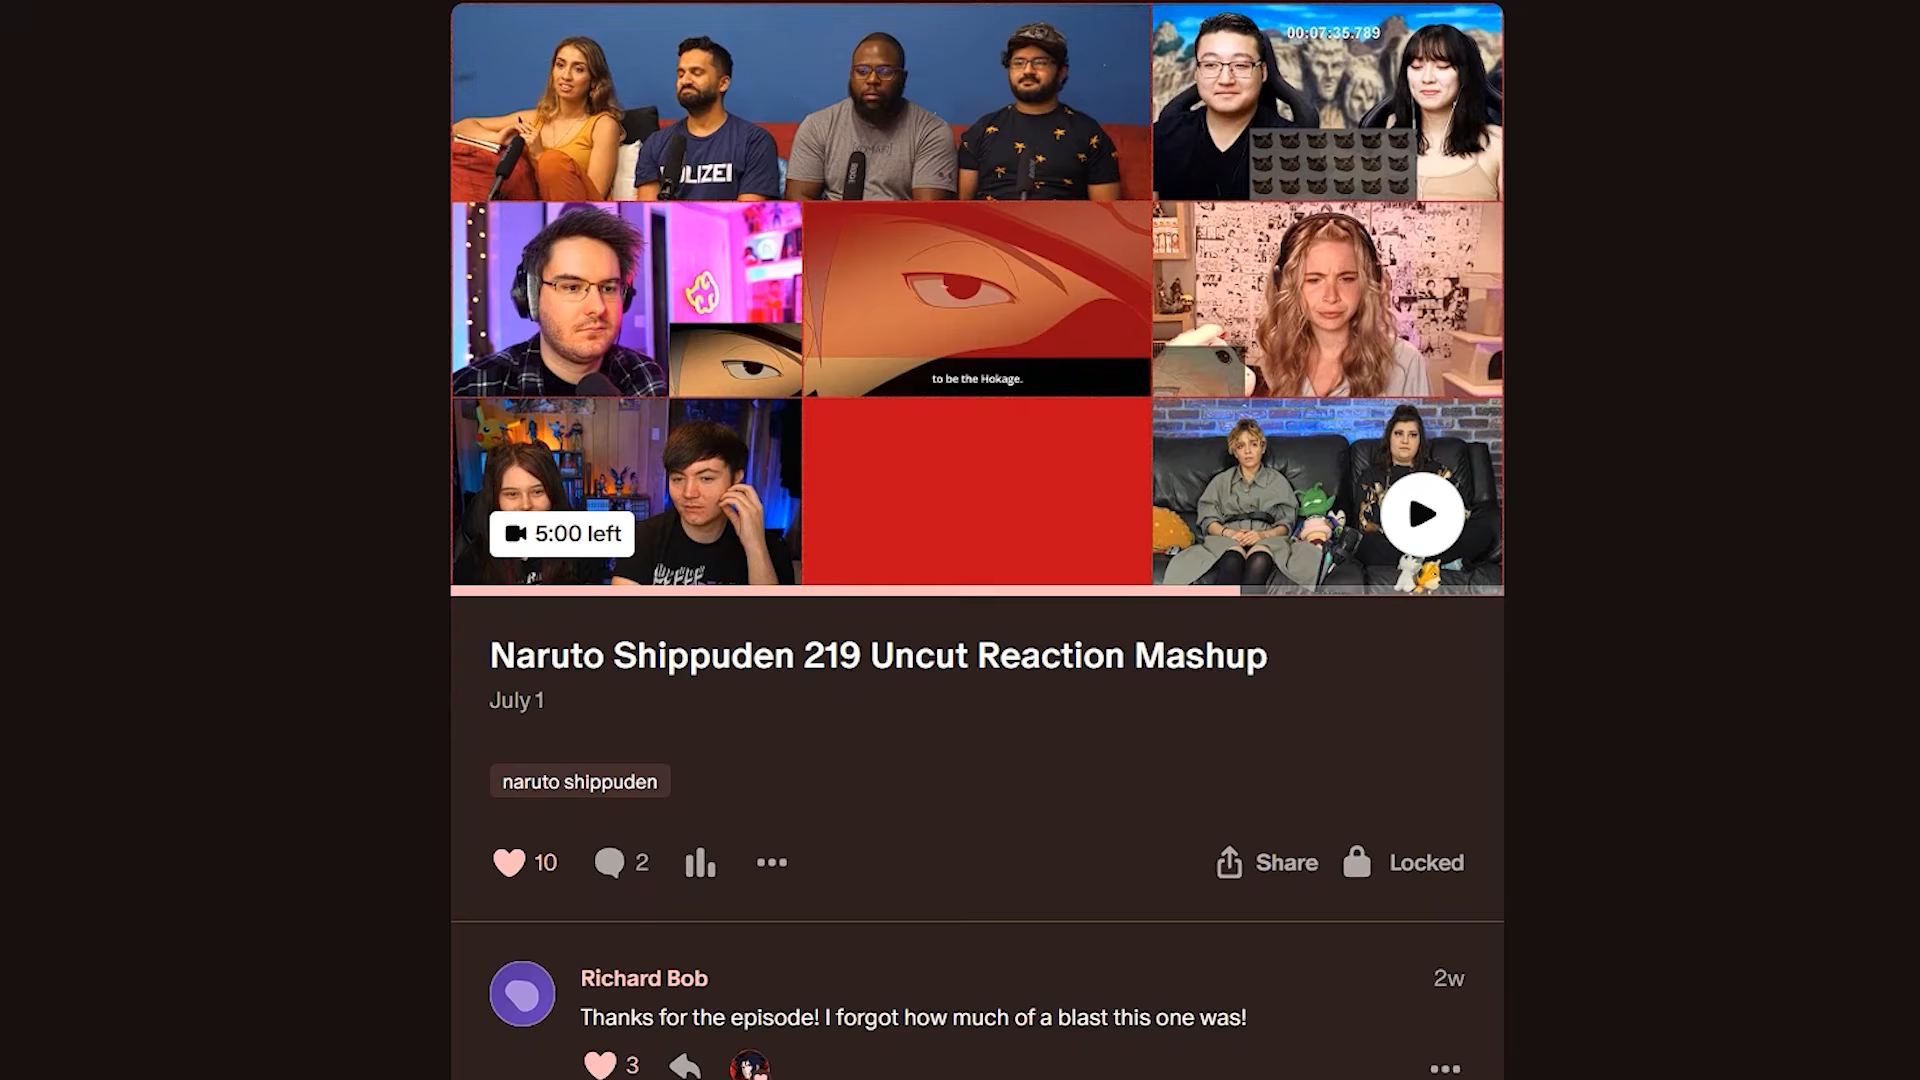 00:07:35.789
to be the Hokage.
5:00 left
Naruto Shippuden 219 Uncut Reaction Mashup
July 1
naruto shippuden
10
2
Share
Locked
Richard Bob
2w
Thanks for the episode! I forgot how much of a blast this one was!
3